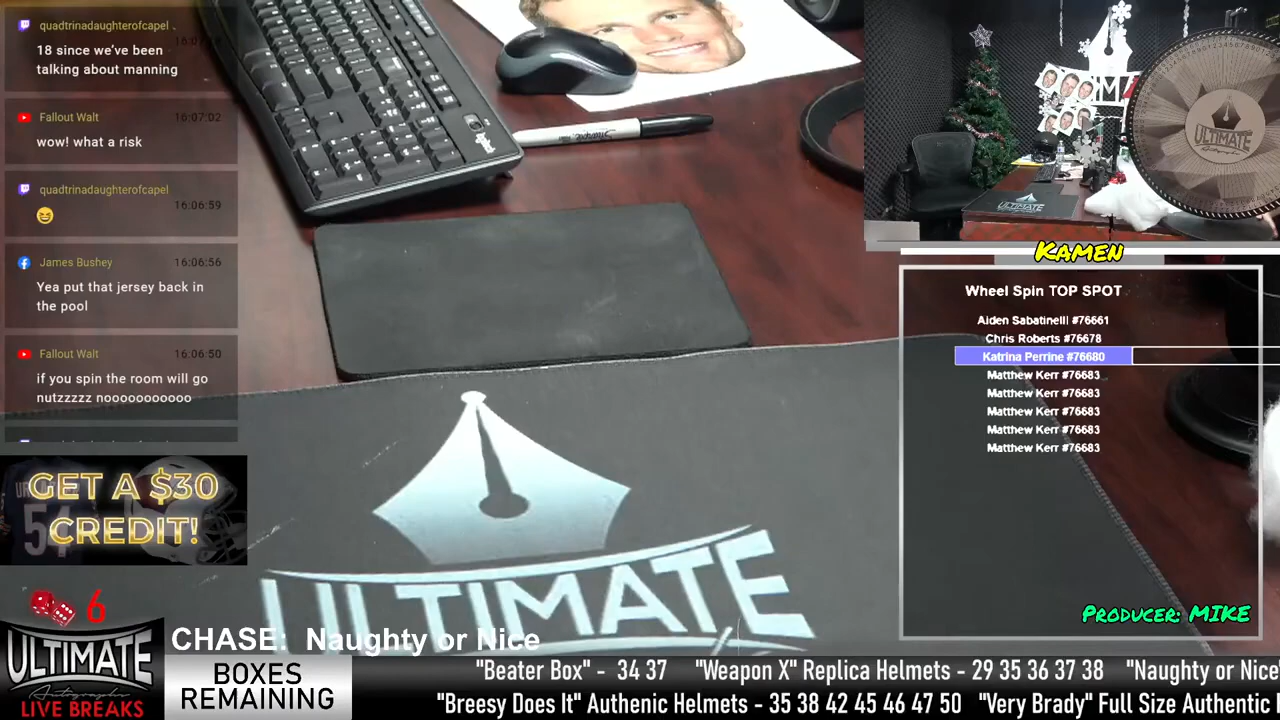 quadtrinadaughterofcapel
18 since we've been
talking about manning
Fallout Walt 16:07:02
wow! what a risk
quadtrinadaughterofcapel
😆 16:06:59
James Bushey 16:06:56
Yea put that jersey back in
the pool
Fallout Walt 16:06:50
if you spin the room will go
nutzzzzz nooooooooooo
GET A $30
CREDIT!
6
ULTIMATE
Autographs
LIVE BREAKS
CHASE: Naughty or Nice
BOXES
REMAINING
"Beater Box" - 34 37 "Weapon X" Replica Helmets - 29 35 36 37 38 "Naughty or Nice"
"Breesy Does It" Authenic Helmets - 35 38 42 45 46 47 50 "Very Brady" Full Size Authentic
logitech
Sharpie
ULTIMATE
ULTIMATE
ULTIMATE
KAMEN
Wheel Spin TOP SPOT
Aiden Sabatinelli #76661
Chris Roberts #76678
Katrina Perrine #76680
Matthew Kerr #76683
Matthew Kerr #76683
Matthew Kerr #76683
Matthew Kerr #76683
Matthew Kerr #76683
PRODUCER: MIKE